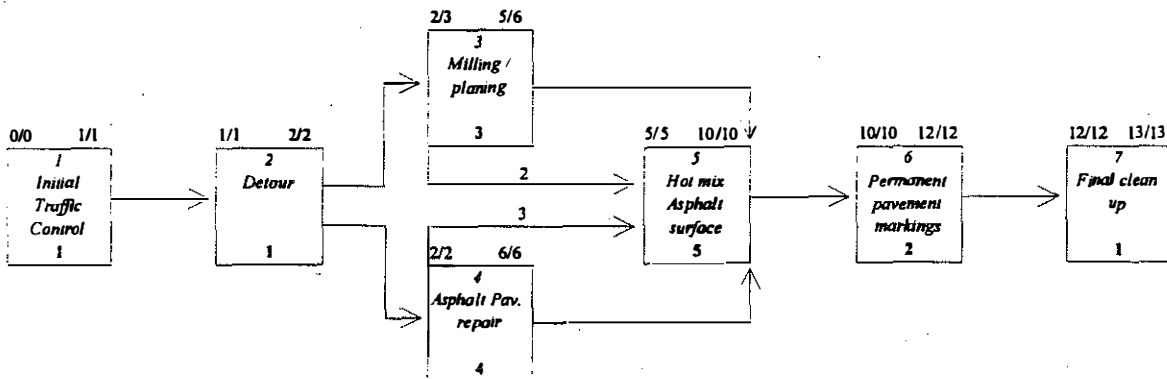 0/0 1/1
1
Initial
Traffic
Control
1
1/1 2/2
2
Detour
1
2/3 5/6
3
Milling /
planing
3
2
3
2/2 6/6
4
Asphalt Pav.
repair
4
5/5 10/10
5
Hot mix
Asphalt
surface
5
10/10 12/12
6
Permanent
pavement
markings
2
12/12 13/13
7
Final clean
up
1